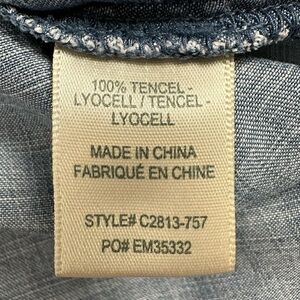 100% TENCEL -
LYOCELL / TENCEL -
LYOCELL
MADE IN CHINA
FABRIQUÉ EN CHINE
STYLE# C2813-757
PO# EM35332